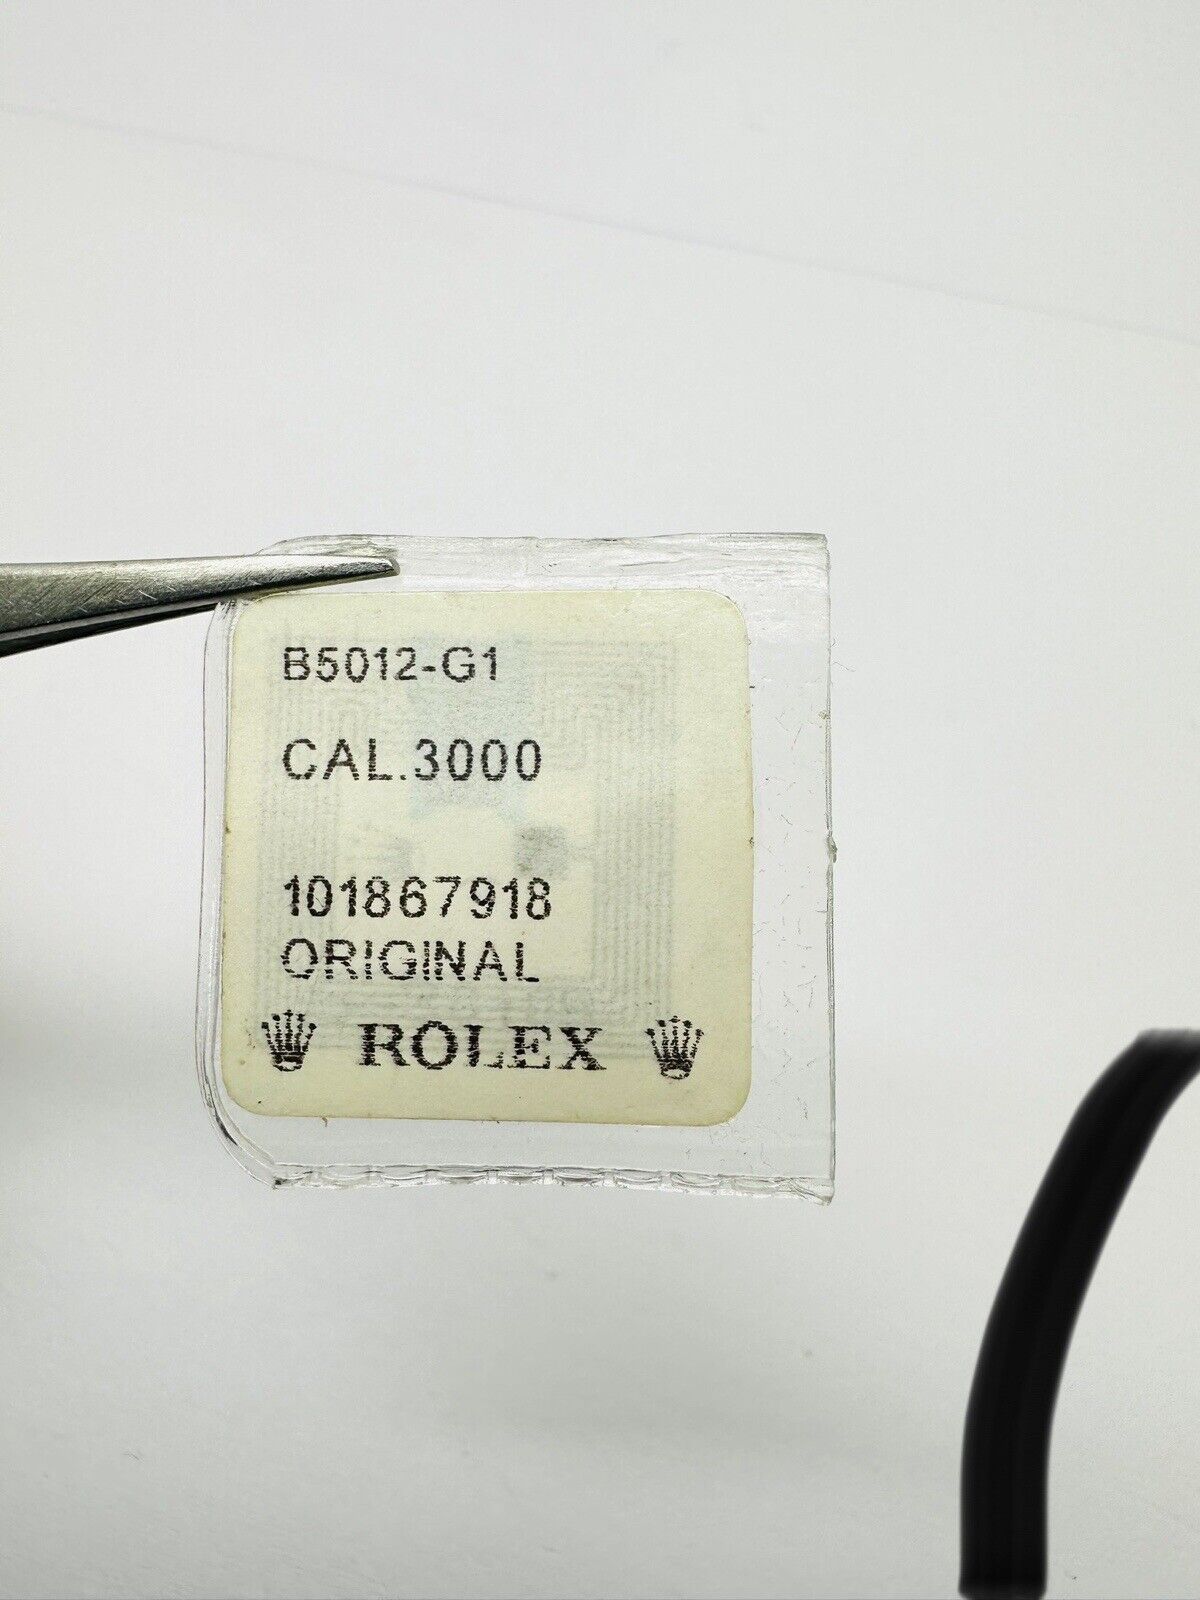 B5012-G1
CAL.3000
101867918
ORIGINAL
ROLEX